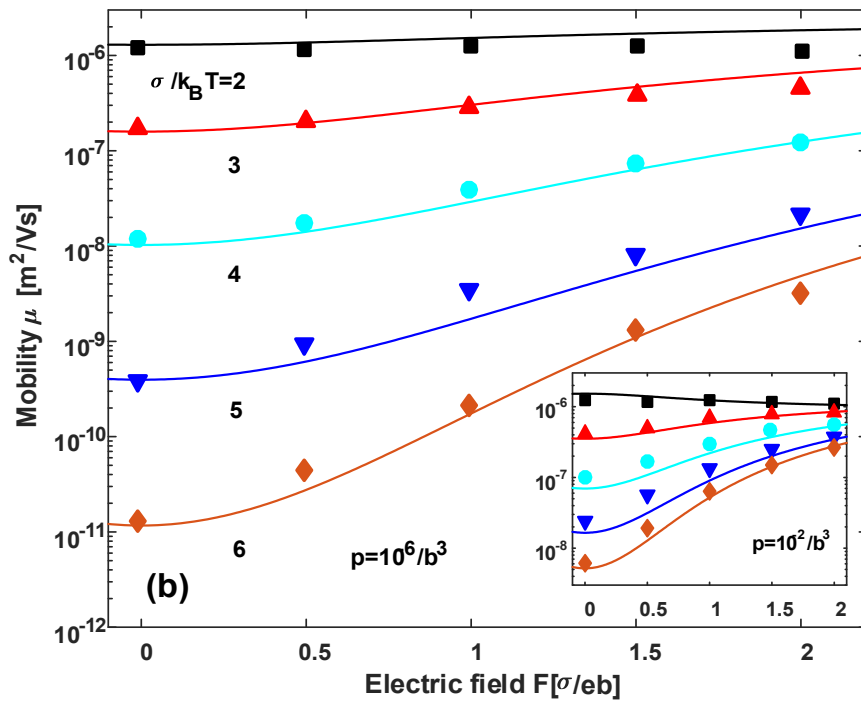 10^-6
10^-7
10^-8
10^-9
10^-10
10^-11
10^-12
Mobility μ [m^2/Vs]
σ/k_BT=2
3
4
5
6
p=10^6/b^3
(b)
0 0.5 1 1.5 2
Electric field F[σ/eb]
10^-6
10^-7
10^-8
p=10^-2/b^3
0 0.5 1 1.5 2